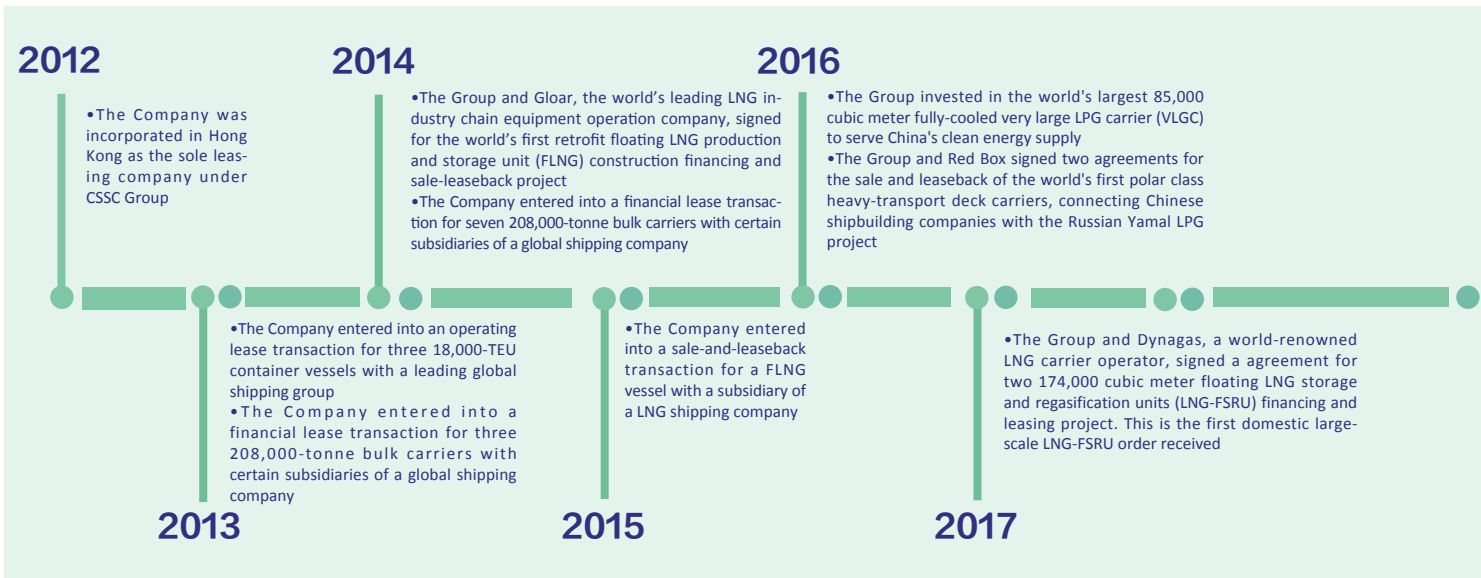 2012
•The Company was
incorporated in Hong
Kong as the sole leas-
ing company under
CSSC Group
2013
•The Company entered into an operating
lease transaction for three 18,000-TEU
container vessels with a leading global
shipping group
•The Company entered into a
financial lease transaction for three
208,000-tonne bulk carriers with
certain subsidiaries of a global shipping
company
2014
•The Group and Gloar, the world’s leading LNG in-
dustry chain equipment operation company, signed
for the world’s first retrofit floating LNG production
and storage unit (FLNG) construction financing and
sale-leaseback project
•The Company entered into a financial lease transac-
tion for seven 208,000-tonne bulk carriers with certain
subsidiaries of a global shipping company
2015
•The Company entered
into a sale-and-leaseback
transaction for a FLNG
vessel with a subsidiary of
a LNG shipping company
2016
•The Group invested in the world's largest 85,000
cubic meter fully-cooled very large LPG carrier (VLGC)
to serve China's clean energy supply
•The Group and Red Box signed two agreements for
the sale and leaseback of the world's first polar class
heavy-transport deck carriers, connecting Chinese
shipbuilding companies with the Russian Yamal LPG
project
2017
•The Group and Dynagas, a world-renowned
LNG carrier operator, signed a agreement for
two 174,000 cubic meter floating LNG storage
and regasification units (LNG-FSRU) financing and
leasing project. This is the first domestic large-
scale LNG-FSRU order received